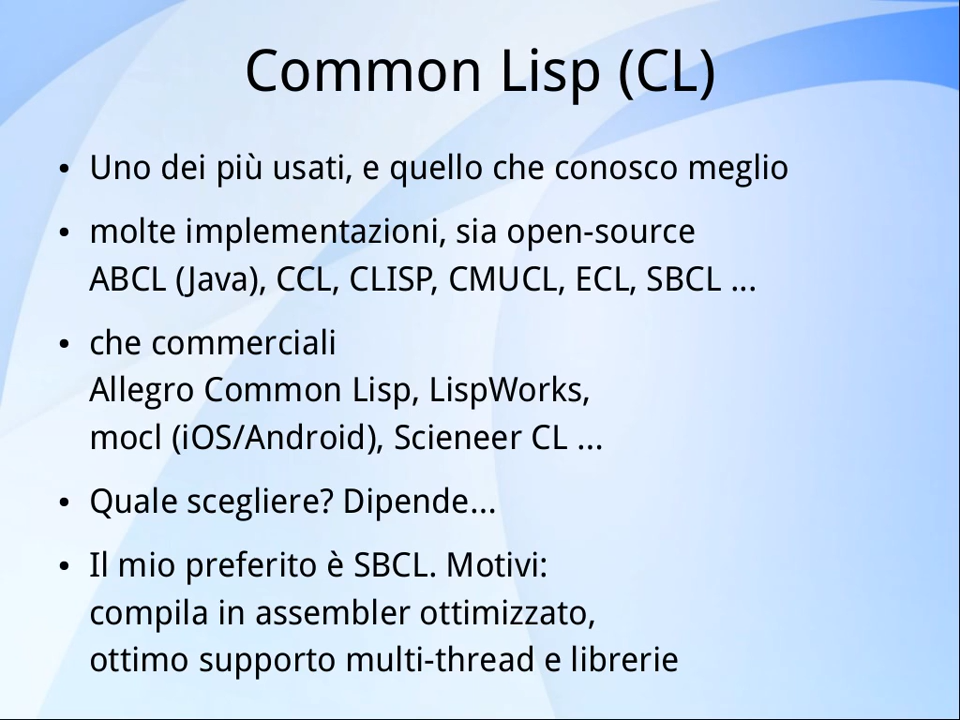 Common Lisp (CL)
• Uno dei più usati, e quello che conosco meglio
• molte implementazioni, sia open-source
ABCL (Java), CCL, CLISP, CMUCL, ECL, SBCL ...
• che commerciali
Allegro Common Lisp, LispWorks,
mocl (iOS/Android), Scieneer CL ...
• Quale scegliere? Dipende...
• Il mio preferito è SBCL. Motivi:
compila in assembler ottimizzato,
ottimo supporto multi-thread e librerie